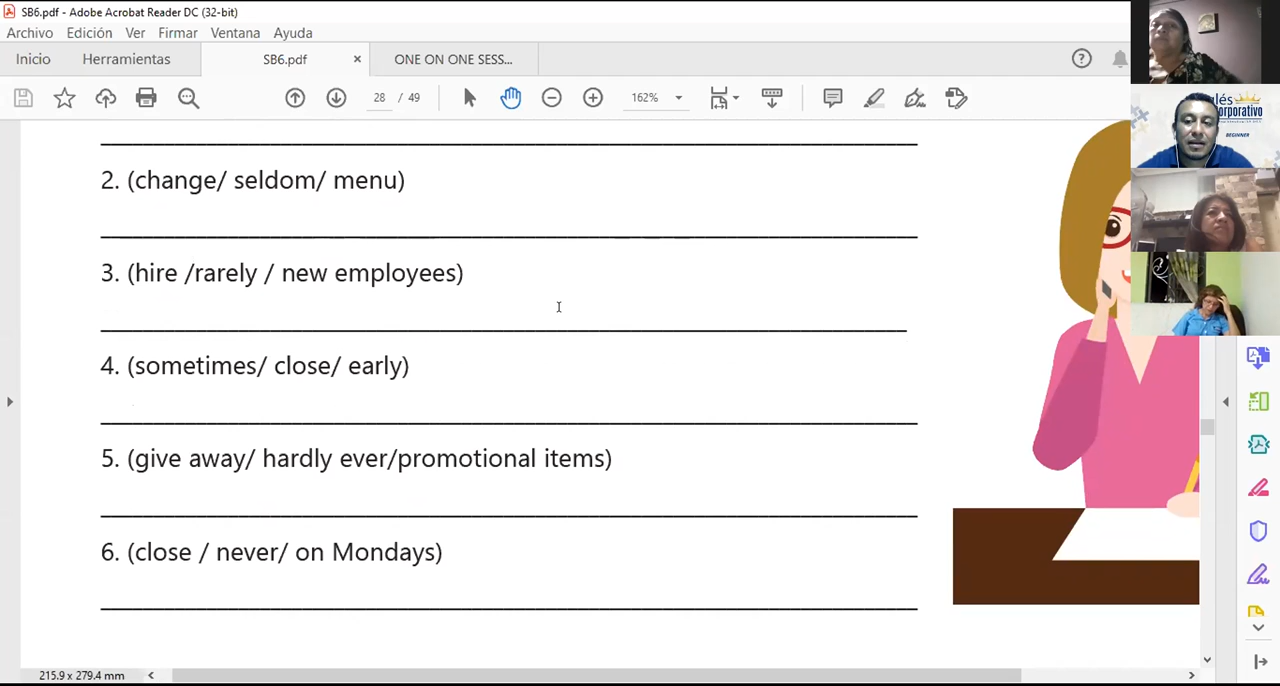 SB6.pdf - Adobe Acrobat Reader DC (32-bit)
Archivo Edición Ver Firmar Ventana Ayuda
Inicio Herramientas SB6.pdf × ONE ON ONE SESS...
28 / 49 162%
2. (change/ seldom/ menu)
3. (hire /rarely / new employees)
4. (sometimes/ close/ early)
5. (give away/ hardly ever/promotional items)
6. (close / never/ on Mondays)
215.9 x 279.4 mm
BEGINNER